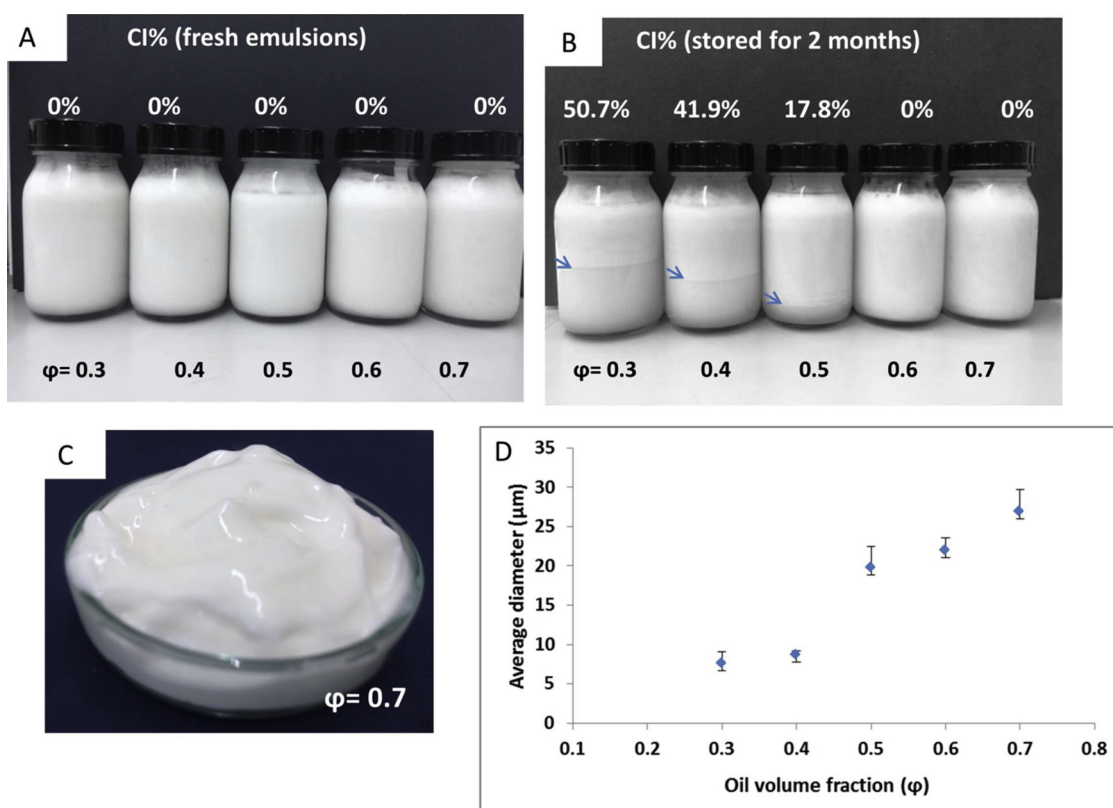 A
CI% (fresh emulsions)
0% 0% 0% 0% 0%
φ= 0.3 0.4 0.5 0.6 0.7
B
CI% (stored for 2 months)
50.7% 41.9% 17.8% 0% 0%
φ= 0.3 0.4 0.5 0.6 0.7
C
φ= 0.7
D
Average diameter (μm)
35
30
25
20
15
10
5
0
0.1 0.2 0.3 0.4 0.5 0.6 0.7 0.8
Oil volume fraction (φ)